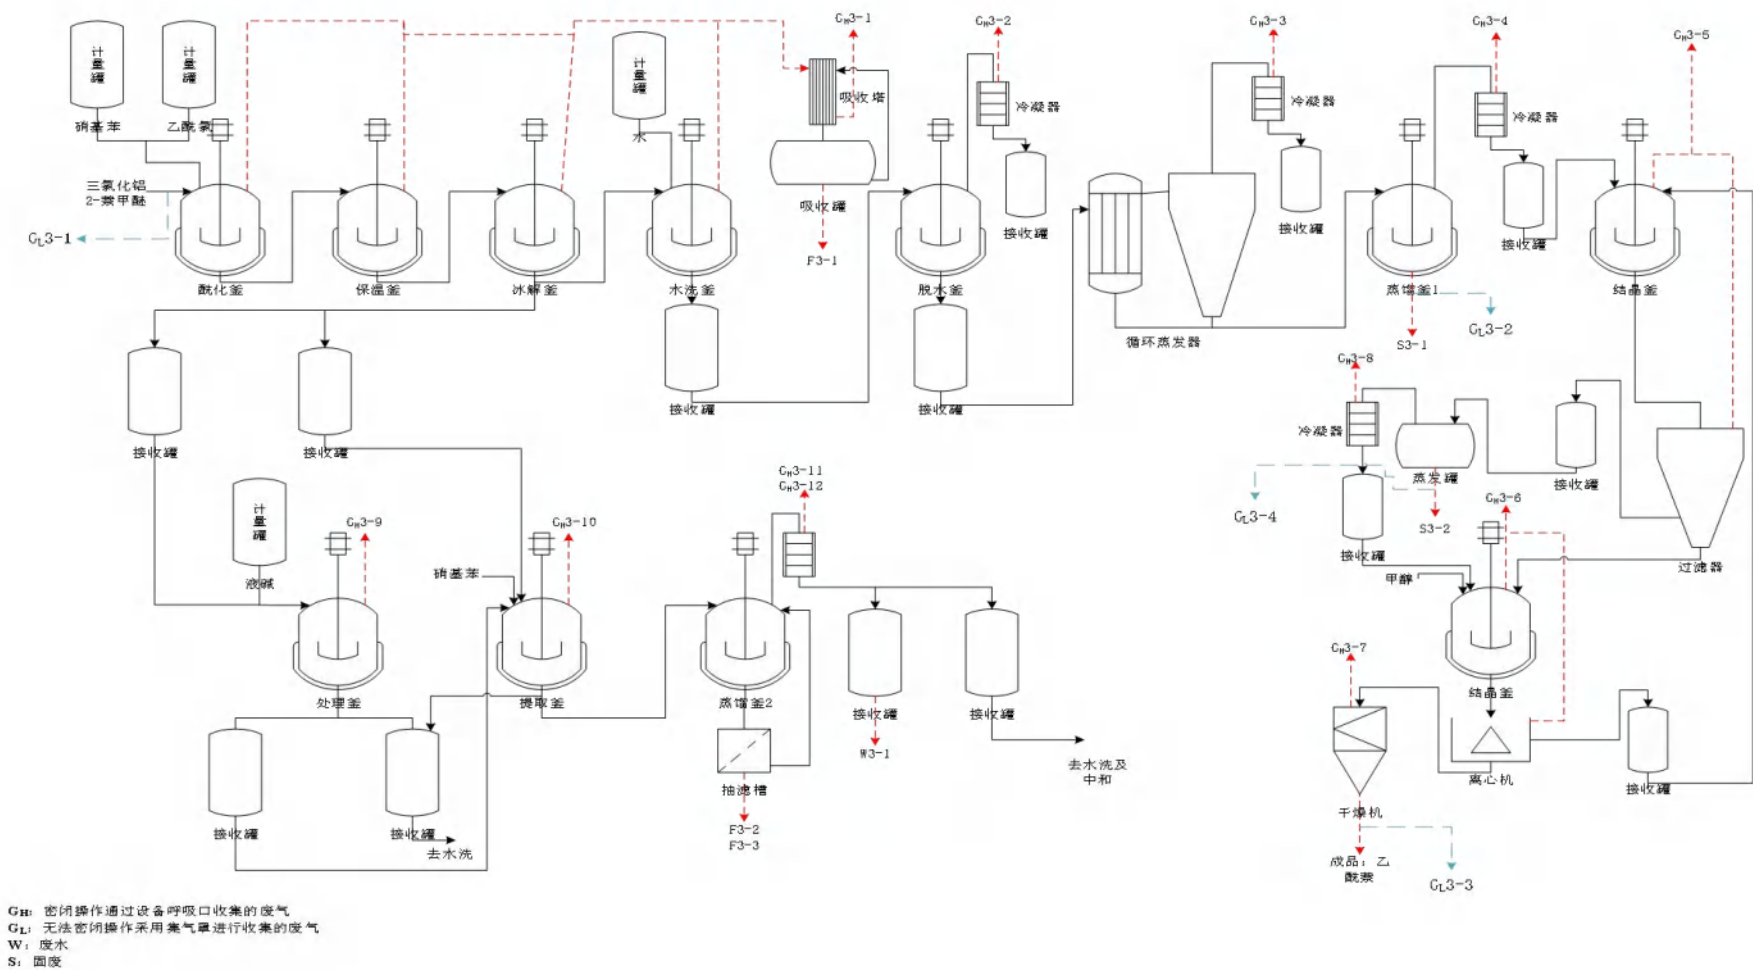 GH3-1
GH3-2
GH3-3
GH3-4
GH3-5
计量罐
计量罐
计量罐
硝基苯
乙酰氯
水
吸收塔
冷凝器
冷凝器
冷凝器
三氯化铝
2-萘甲醚
GL3-1
吸收罐
F3-1
接收罐
接收罐
接收罐
酰化釜
保温釜
冰解釜
水洗釜
脱水釜
循环蒸发器
蒸馏釜1
GL3-2
S3-1
结晶釜
接收罐
接收罐
GH3-8
冷凝器
蒸发罐
接收罐
接收罐
接收罐
GL3-4
S3-2
GH3-6
接收罐
甲醇
过滤器
计量罐
液碱
GH3-9
硝基苯
GH3-10
GH3-11
GH3-12
处理釜
提取釜
蒸馏釜2
接收罐
W3-1
接收罐
去水洗及
中和
接收罐
接收罐
去水洗
抽滤槽
F3-2
F3-3
GH3-7
结晶釜
离心机
接收罐
干燥机
成品：乙
酰萘
GL3-3
GH：密闭操作通过设备呼吸口收集的废气
GL：无法密闭操作采用集气罩进行收集的废气
W：废水
S：固废